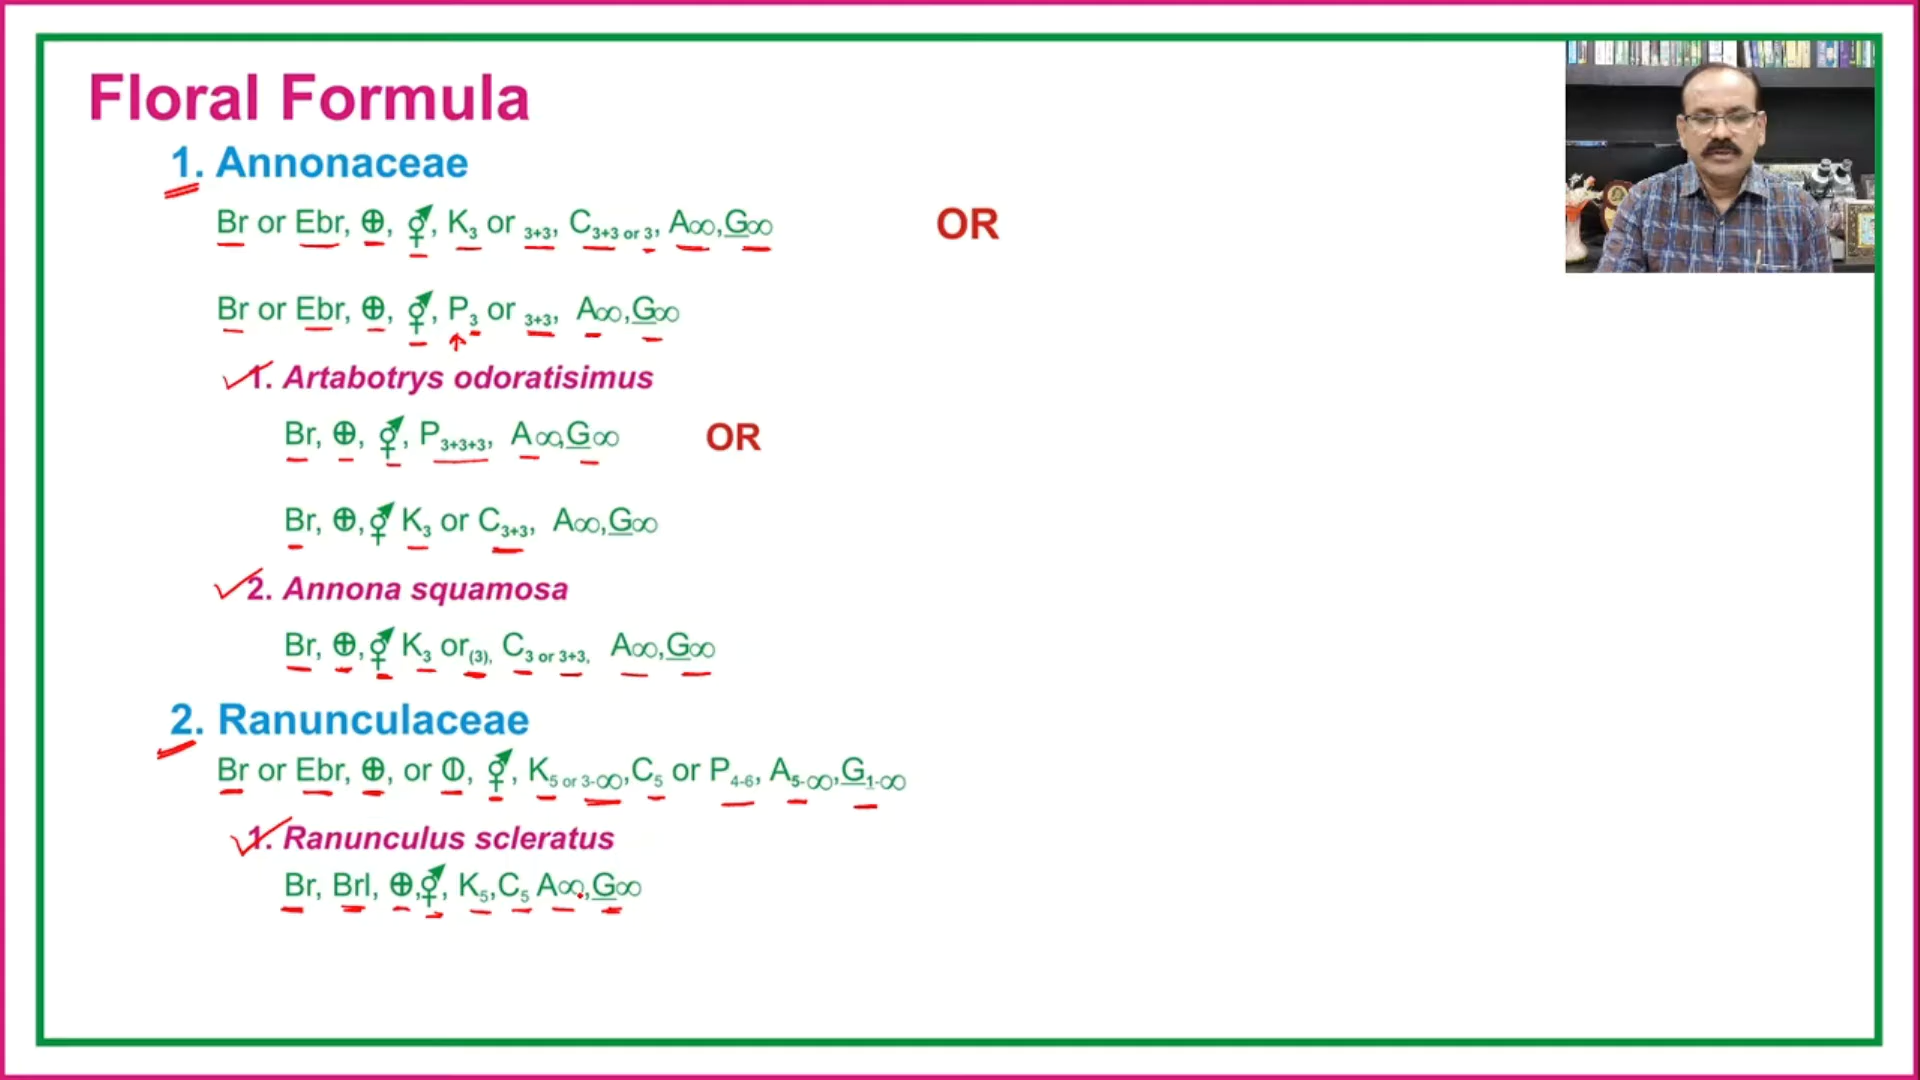 Floral Formula
1. Annonaceae
Br or Ebr, ⊕, ⚥, K₃ or ₃₊₃, C₃₊₃ ₒᵣ ₃, A∞,G̲∞ OR
Br or Ebr, ⊕, ⚥, P₃ or ₃₊₃, A∞,G̲∞
1. Artabotrys odoratisimus
Br, ⊕, ⚥, P₃₊₃₊₃, A∞,G̲∞ OR
Br, ⊕,⚥ K₃ or C₃₊₃, A∞,G̲∞
2. Annona squamosa
Br, ⊕,⚥ K₃ or₍₃₎, C₃ ₒᵣ ₃₊₃, A∞,G̲∞
2. Ranunculaceae
Br or Ebr, ⊕, or ⦶, ⚥, K₅ ₒᵣ ₃₋∞,C₅ or P₄₋₆, A₅₋∞,G̲₁₋∞
1. Ranunculus scleratus
Br, Brl, ⊕,⚥, K₅,C₅ A∞,G̲∞